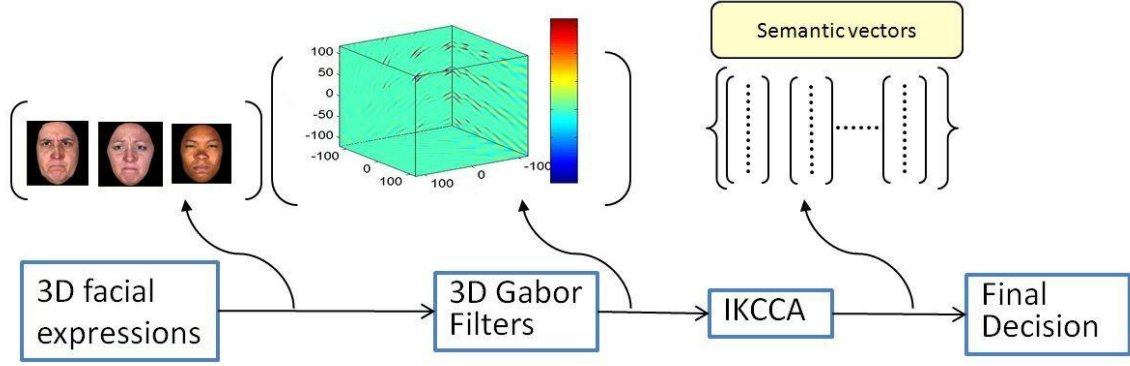 Semantic vectors
100
50
0
-50
-100
-100
0
100
100
0
-100
3D facial
expressions
3D Gabor
Filters
IKCCA
Final
Decision